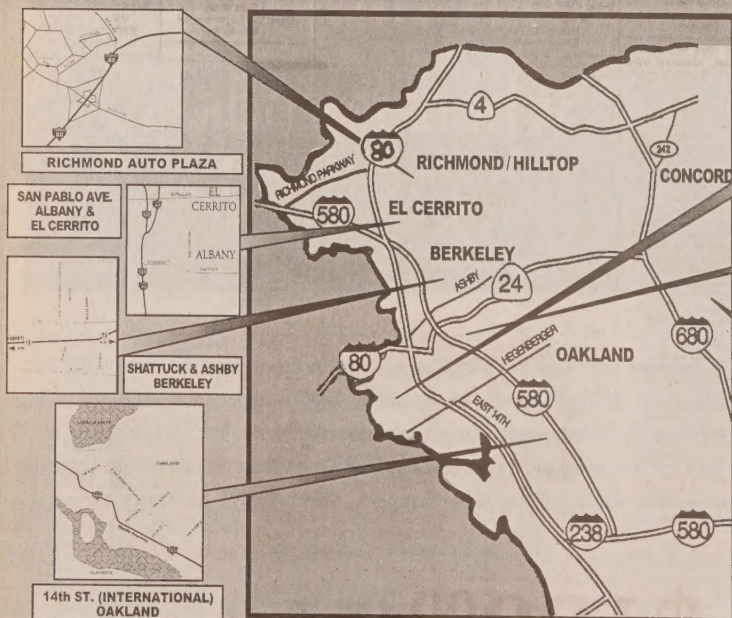 RICHMOND AUTO PLAZA
SAN PABLO AVE.
ALBANY &
EL CERRITO
EL
CERRITO
ALBANY
SHATTUCK & ASHBY
BERKELEY
OAKLAND
14th ST. (INTERNATIONAL)
OAKLAND
4
80
242
RICHMOND / HILLTOP
CONCORD
RICHMOND PARKWAY
580
EL CERRITO
BERKELEY
ASHBY
24
680
80
HEGENBERGER
OAKLAND
580
EAST 14TH
238
580